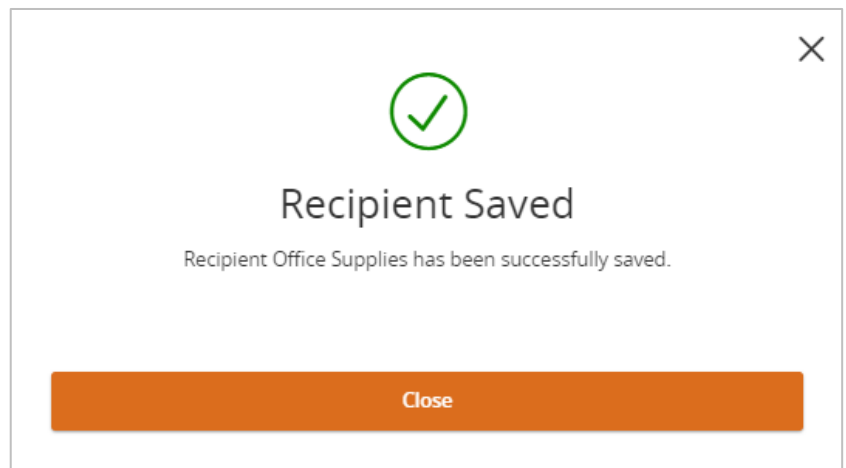 Recipient Saved
Recipient Office Supplies has been successfully saved.
Close